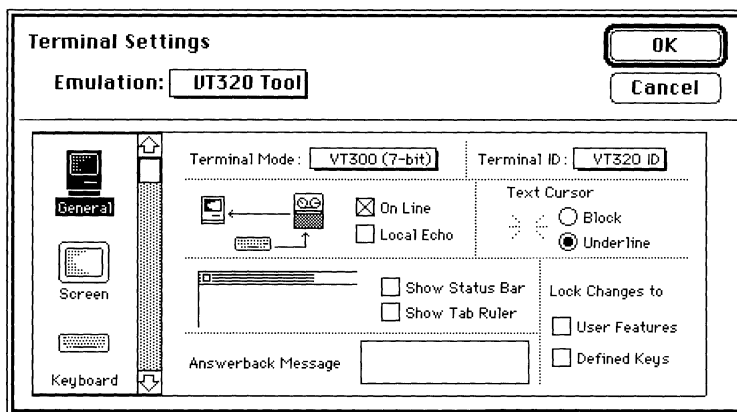 Terminal Settings
OK
Emulation: VT320 Tool
Cancel
General
Screen
Keyboard
Terminal Mode: VT300 (7-bit)
Terminal ID: VT320 ID
On Line
Local Echo
Text Cursor
Block
Underline
Show Status Bar
Show Tab Ruler
Lock Changes to
User Features
Defined Keys
Answerback Message